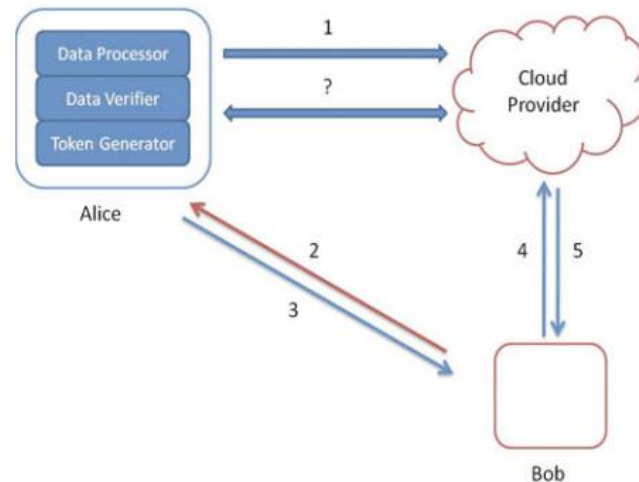 1
Data Processor
?
Data Verifier
Token Generator
Cloud
Provider
Alice
2
3
4
5
Bob